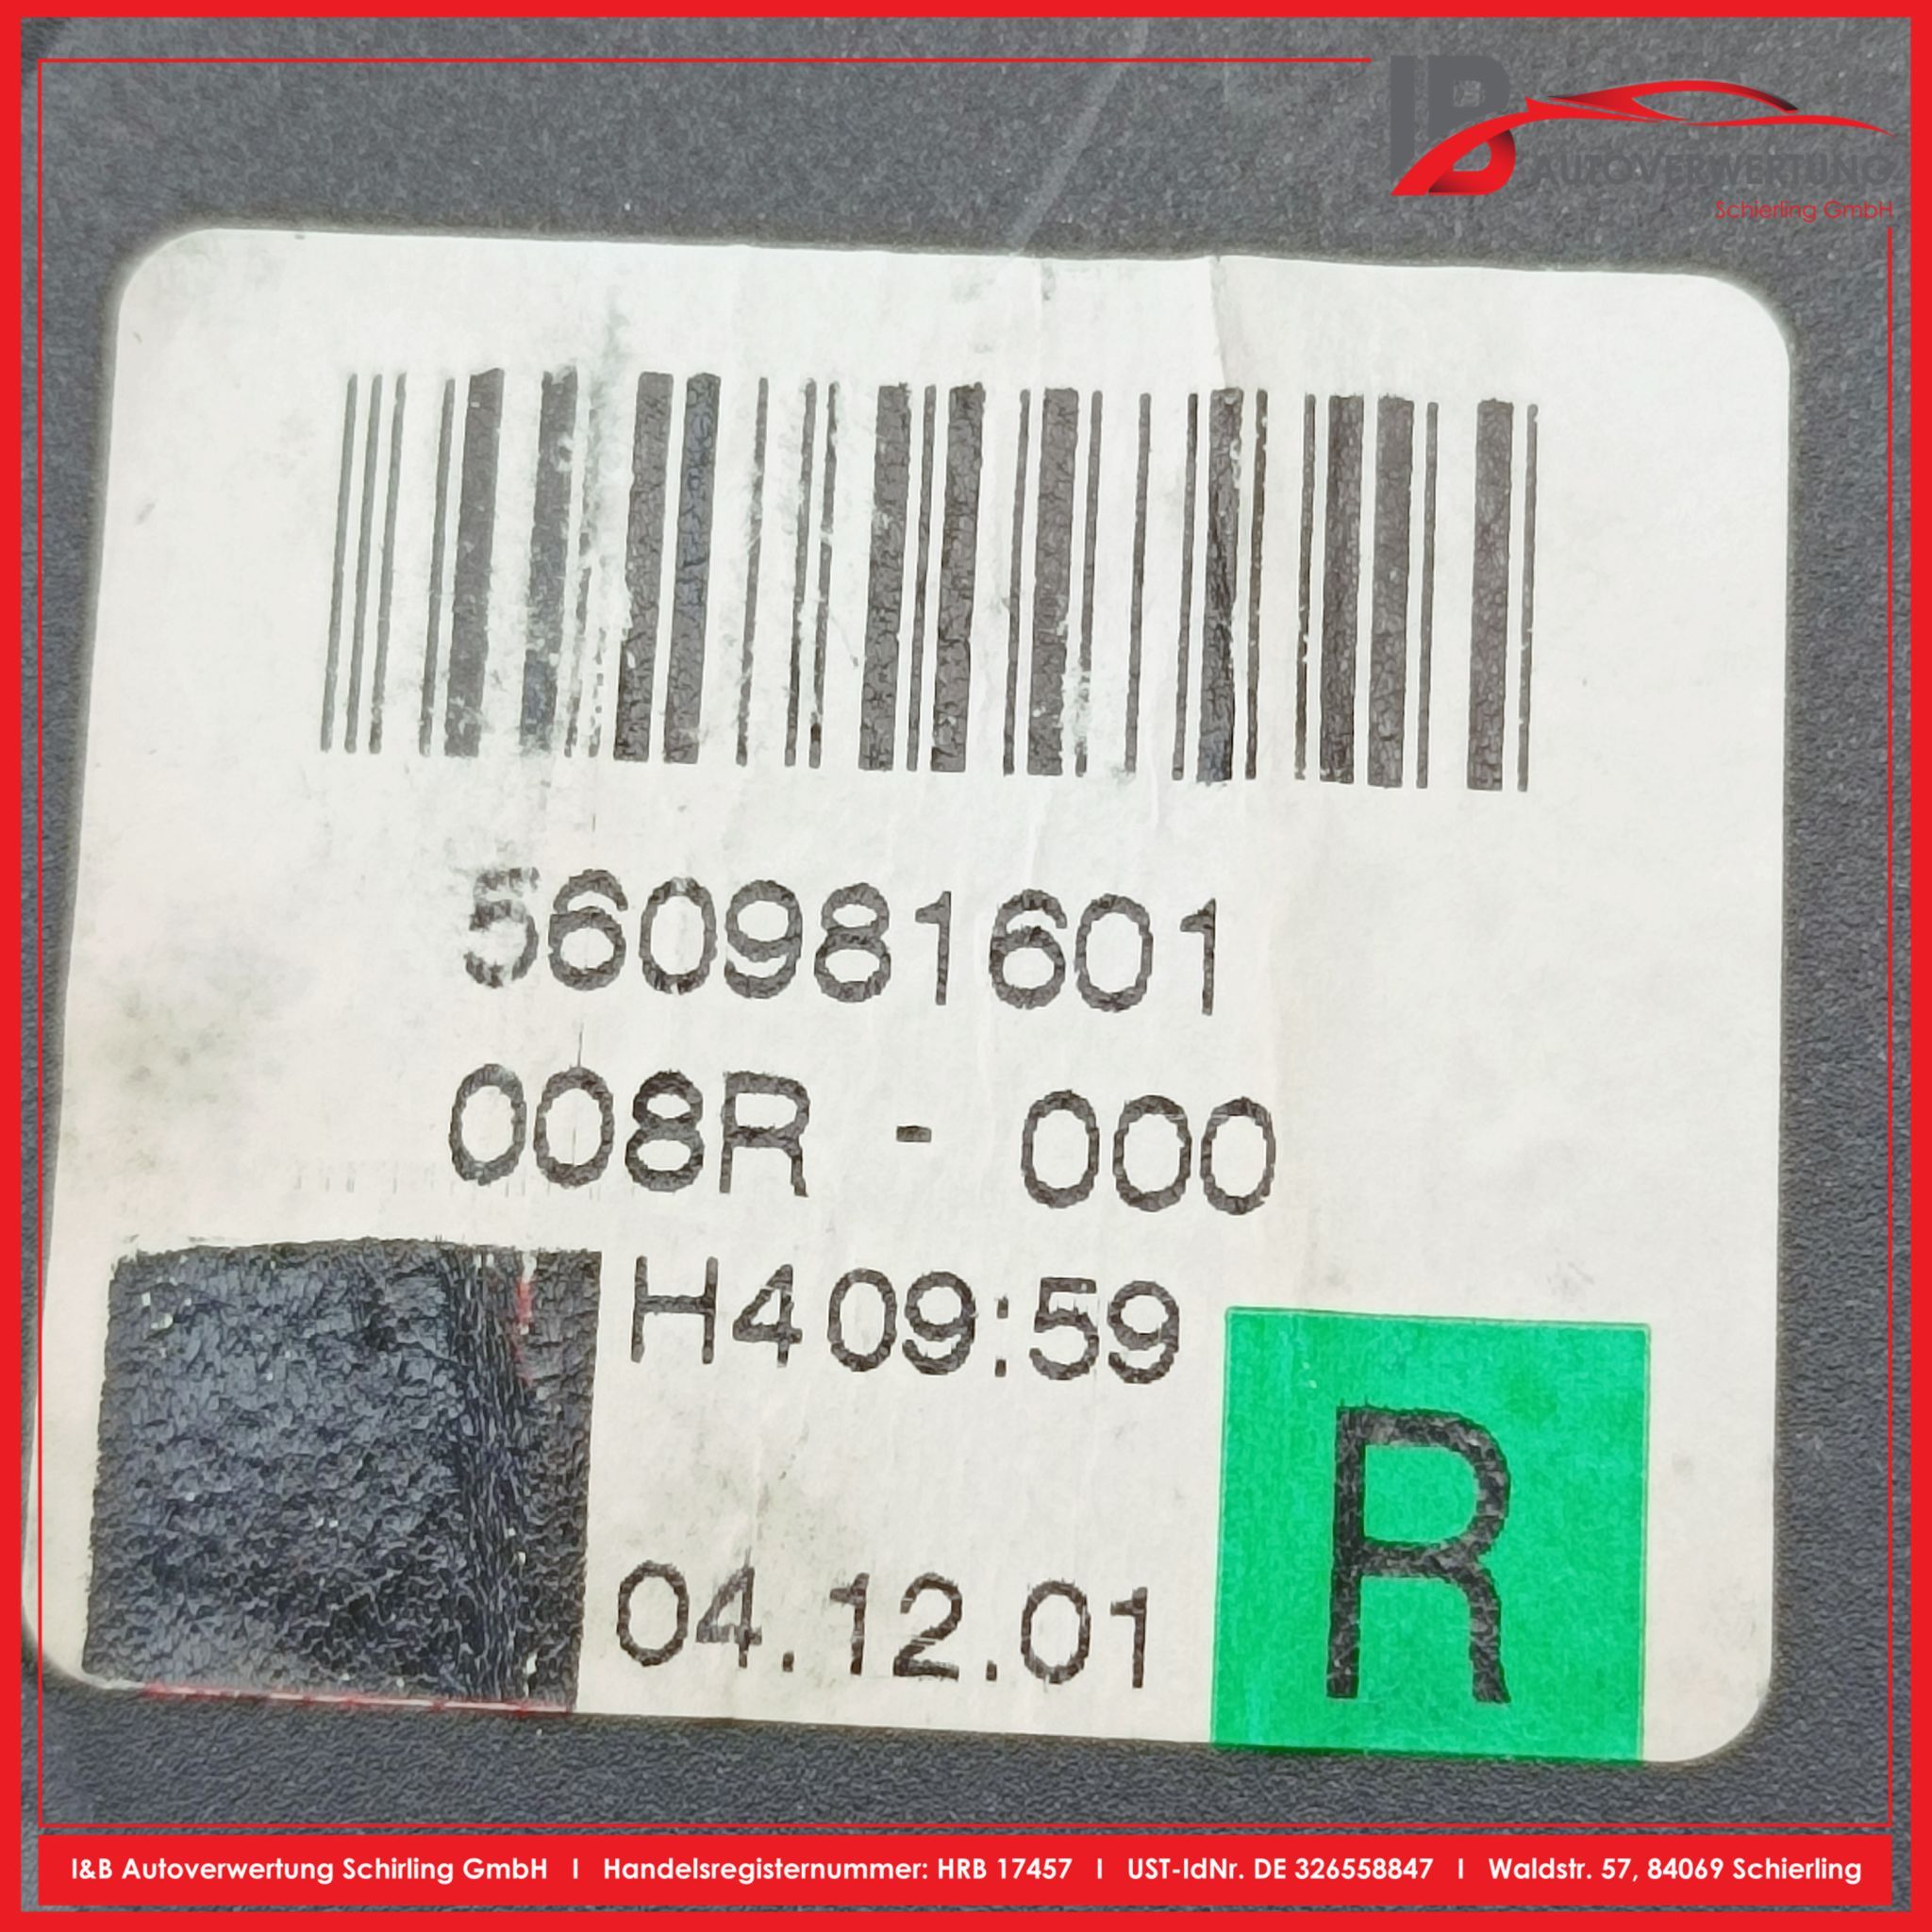 IB
AUTOVERWERTUNG
Schierling GmbH
560981601
008R - 000
H409:59
R
04.12.01
I&B Autoverwertung Schirling GmbH I Handelsregisternummer: HRB 17457 I UST-IdNr. DE 326558847 I Waldstr. 57, 84069 Schierling